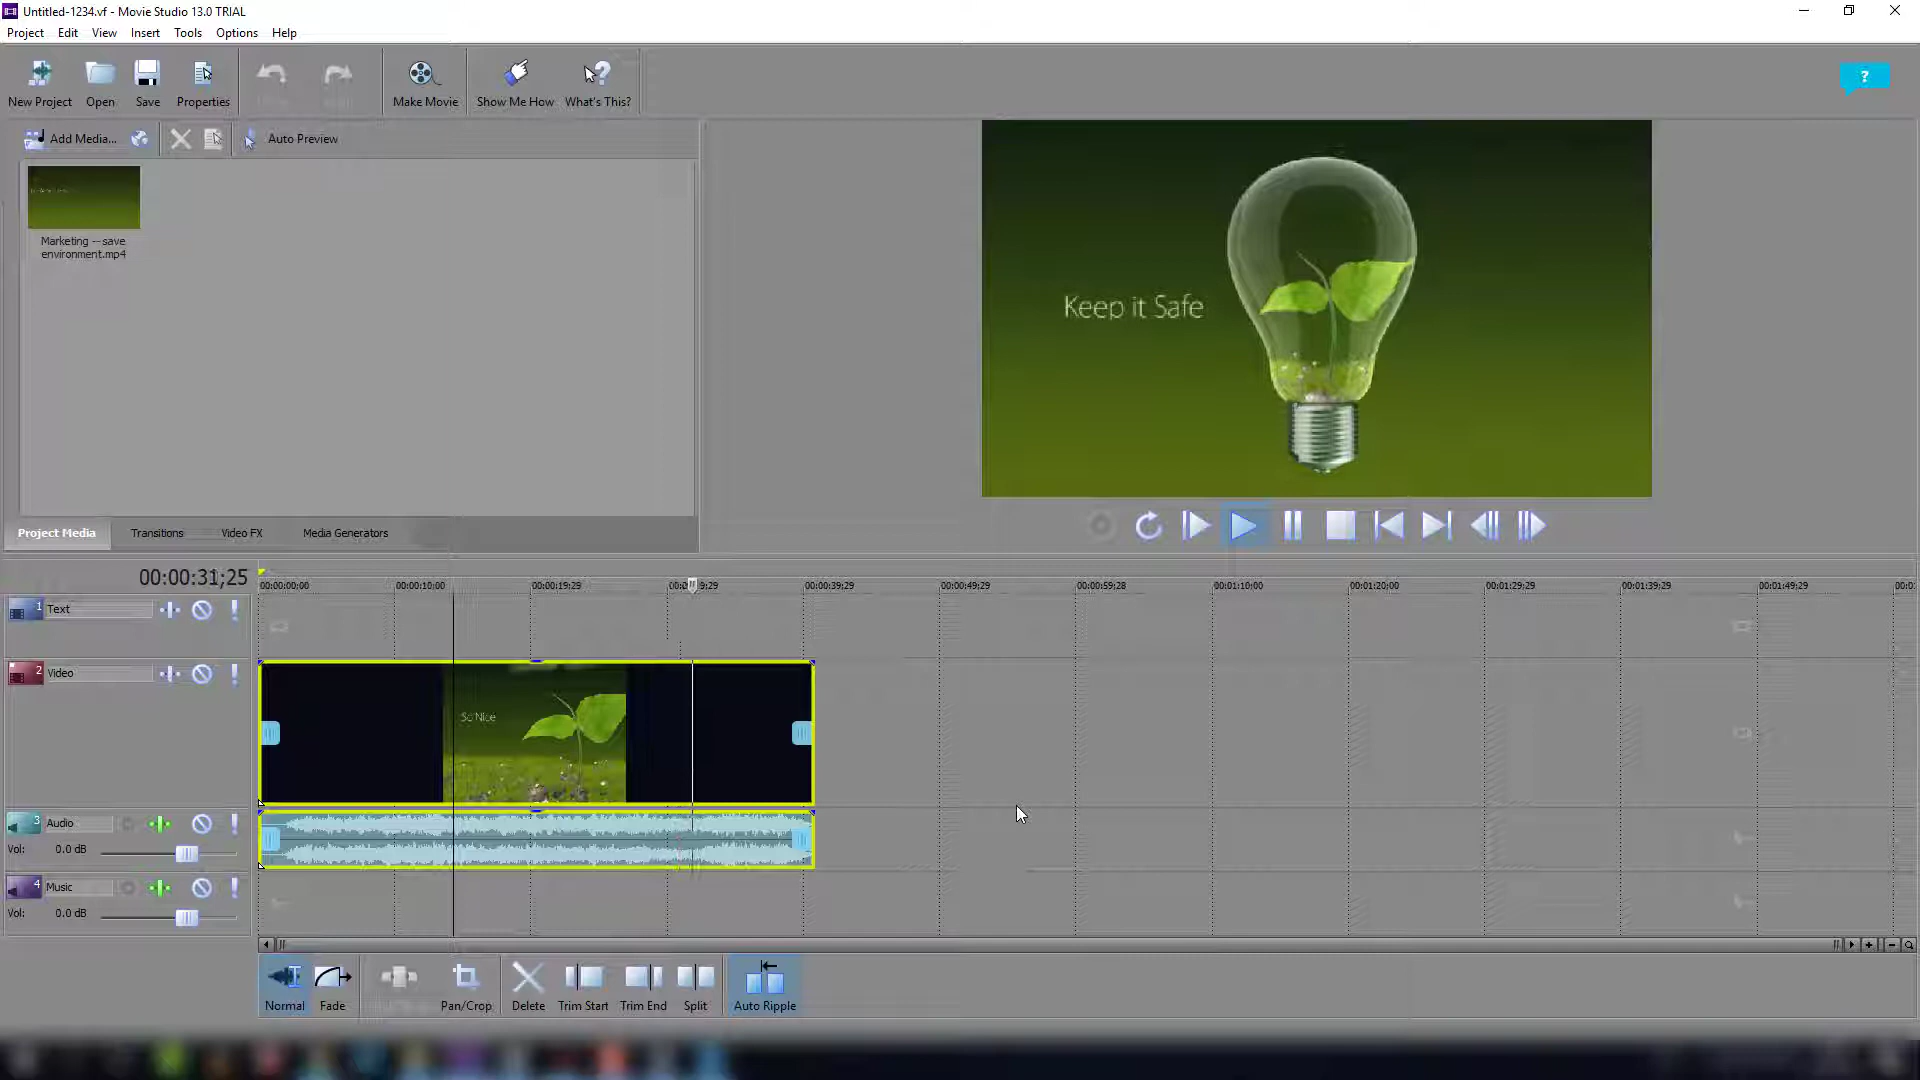 Untitled-1234.vf - Movie Studio 13.0 TRIAL
Project Edit View Insert Tools Options Help
New Project Open Save Properties Make Movie Show Me How What's This?
?
Add Media... Auto Preview
Marketing -- save
environment.mp4
Keep it Safe
Project Media Transitions Video FX Media Generators
00:00:31;25
00:00:00;00 00:00:10;00 00:00:19;29 00:01:10;00 00:00:39;29 00:00:49;29 00:00:59;28 00:01:20;00 00:01:29;29 00:01:39;29 00:01:49;29
1 Text
2 Video
So Nice
3 Audio
Vol: 0.0 dB
4 Music
Vol: 0.0 dB
Normal Fade Pan/Crop Delete Trim Start Trim End Split Auto Ripple